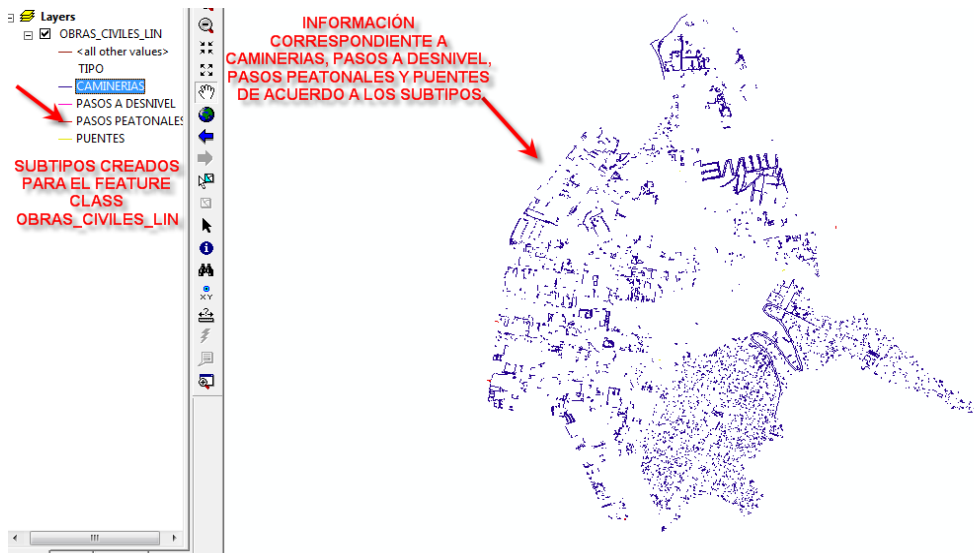 Layers
OBRAS_CIVILES_LIN
<all other values>
TIPO
CAMINERIAS
PASOS A DESNIVEL
PASOS PEATONALES
PUENTES
SUBTIPOS CREADOS
PARA EL FEATURE
CLASS
OBRAS_CIVILES_LIN
XY
INFORMACIÓN
CORRESPONDIENTE A
CAMINERIAS, PASOS A DESNIVEL,
PASOS PEATONALES Y PUENTES
DE ACUERDO A LOS SUBTIPOS